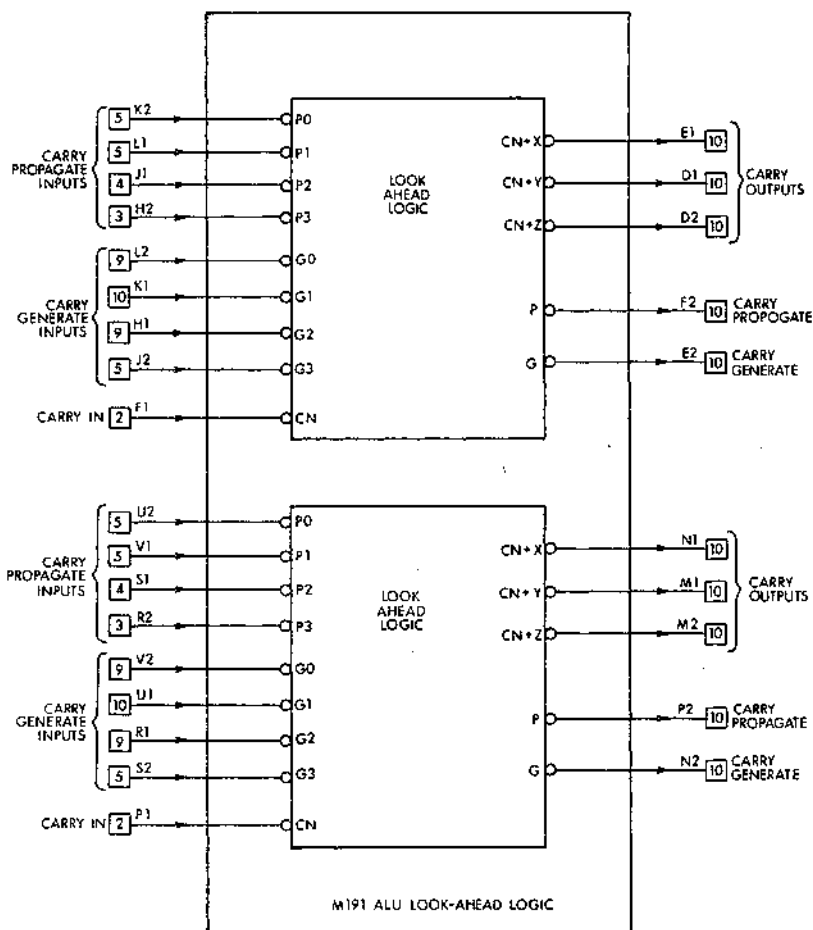 CARRY
PROPAGATE
INPUTS
5 K2 P0
5 L1 P1
4 J1 P2
3 H2 P3
CARRY
GENERATE
INPUTS
9 L2 G0
10 K1 G1
9 H1 G2
5 J2 G3
CARRY IN 2 F1 CN
LOOK
AHEAD
LOGIC
CN+X E1 10
CN+Y D1 10
CN+Z D2 10
CARRY
OUTPUTS
P F2 10 CARRY
PROPOGATE
G E2 10 CARRY
GENERATE
CARRY
PROPAGATE
INPUTS
5 U2 P0
5 V1 P1
4 S1 P2
3 R2 P3
CARRY
GENERATE
INPUTS
9 V2 G0
10 U1 G1
9 R1 G2
5 S2 G3
CARRY IN 2 P1 CN
LOOK
AHEAD
LOGIC
CN+X N1 10
CN+Y M1 10
CN+Z M2 10
CARRY
OUTPUTS
P P2 10 CARRY
PROPAGATE
G N2 10 CARRY
GENERATE
M191 ALU LOOK-AHEAD LOGIC